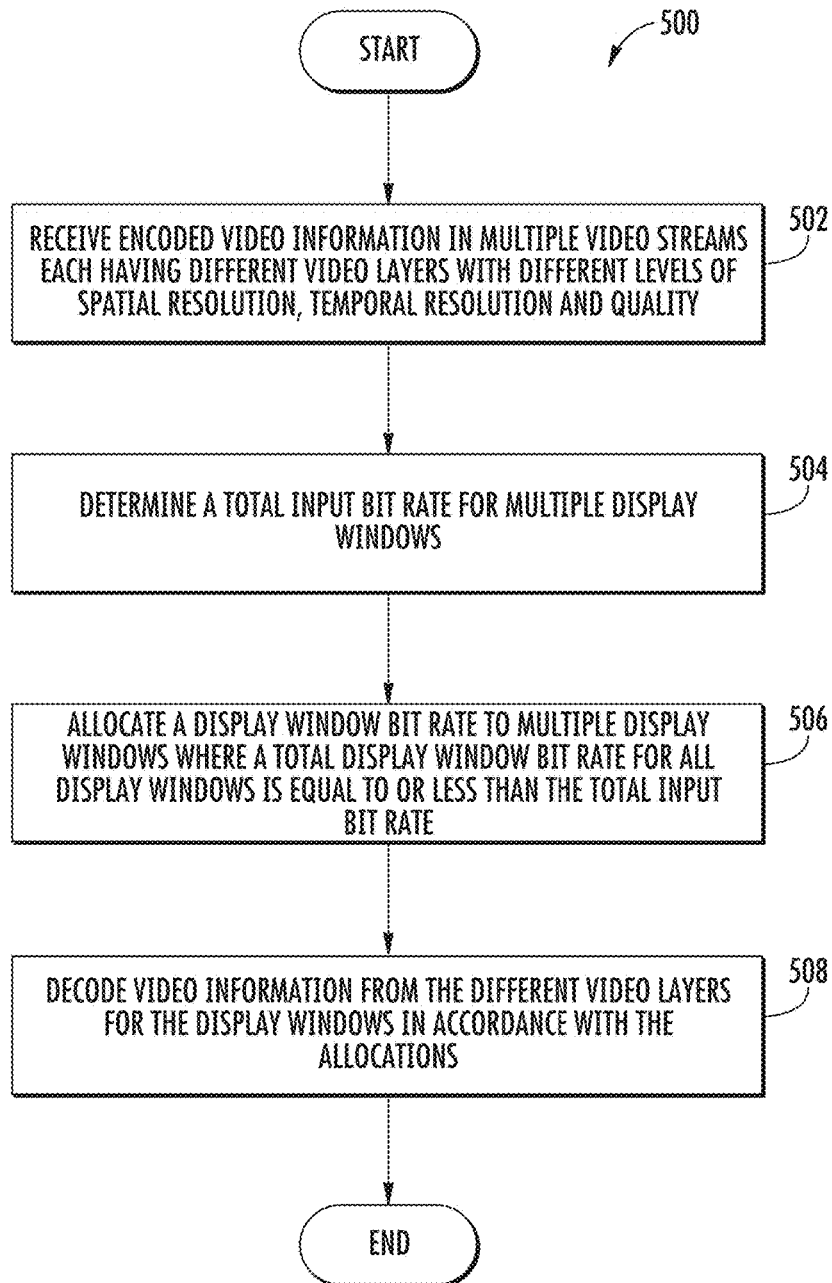 500
START
502
RECEIVE ENCODED VIDEO INFORMATION IN MULTIPLE VIDEO STREAMS
EACH HAVING DIFFERENT VIDEO LAYERS WITH DIFFERENT LEVELS OF
SPATIAL RESOLUTION, TEMPORAL RESOLUTION AND QUALITY
504
DETERMINE A TOTAL INPUT BIT RATE FOR MULTIPLE DISPLAY
WINDOWS
506
ALLOCATE A DISPLAY WINDOW BIT RATE TO MULTIPLE DISPLAY
WINDOWS WHERE A TOTAL DISPLAY WINDOW BIT RATE FOR ALL
DISPLAY WINDOWS IS EQUAL TO OR LESS THAN THE TOTAL INPUT
BIT RATE
508
DECODE VIDEO INFORMATION FROM THE DIFFERENT VIDEO LAYERS
FOR THE DISPLAY WINDOWS IN ACCORDANCE WITH THE
ALLOCATIONS
END